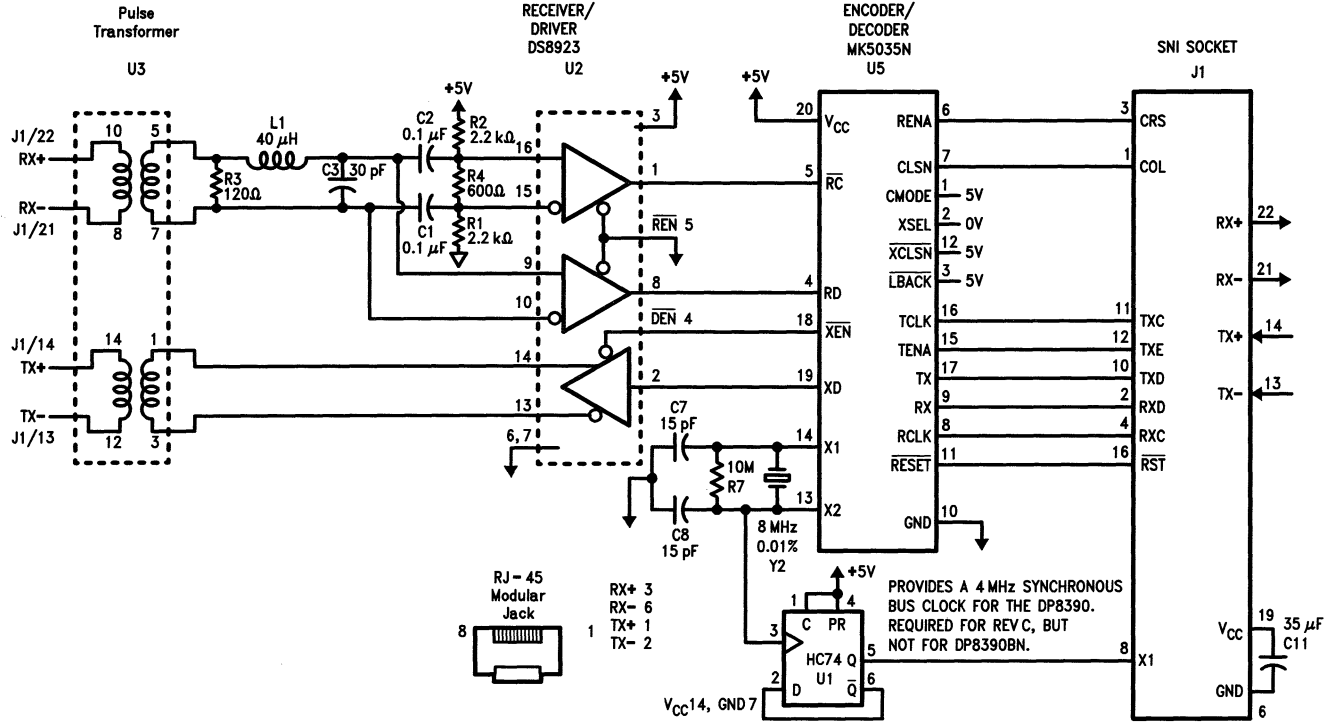 Pulse
Transformer
U3
RECEIVER/
DRIVER
DS8923
U2
ENCODER/
DECODER
MK5035N
U5
SNI SOCKET
J1
J1/22
RX+
RX-
J1/21
10
8
5
7
L1
40 μH
R3
120Ω
C3
30 pF
C2
0.1 μF
C1
0.1 μF
+5V
R2
2.2 kΩ
R4
600Ω
R1
2.2 kΩ
16
15
9
10
3
+5V
1
REN 5
8
DEN 4
2
14
13
6,7
J1/14
TX+
TX-
J1/13
14
12
1
3
+5V
20
VCC
5
RC
4
RD
18
XEN
19
XD
14
X1
13
X2
RENA
6
CLSN
7
CMODE
1
5V
XSEL
2
0V
XCLSN
12
5V
LBACK
3
5V
TCLK
16
TENA
15
TX
17
RX
9
RCLK
8
RESET
11
GND
10
3
CRS
1
COL
11
TXC
12
TXE
10
TXD
2
RXD
4
RXC
16
RST
8
X1
RX+
22
RX-
21
TX+
14
TX-
13
VCC
19
GND
6
35 μF
C11
C7
15 pF
C8
15 pF
10M
R7
8 MHz
0.01%
Y2
RJ-45
Modular
Jack
8
1
RX+ 3
RX- 6
TX+ 1
TX- 2
+5V
1
4
C
PR
3
HC74
U1
Q
5
2
D
Q
6
VCC14, GND 7
PROVIDES A 4 MHz SYNCHRONOUS
BUS CLOCK FOR THE DP8390.
REQUIRED FOR REV C, BUT
NOT FOR DP8390BN.